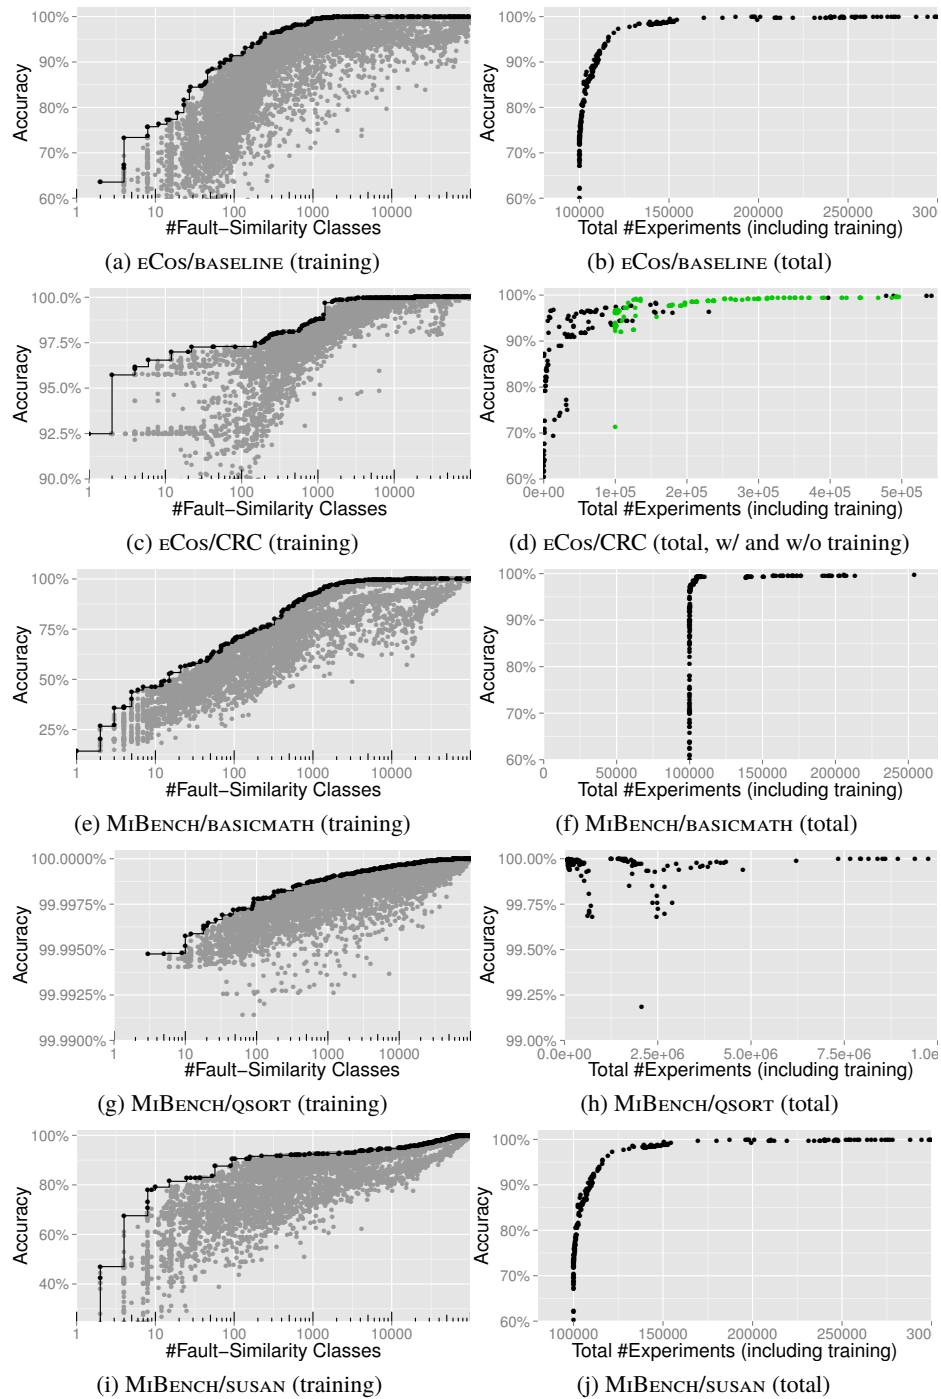 100%
90%
80%
70%
60%
Accuracy
1
10
100
1000
10000
#Fault−Similarity Classes
(a) eCos/baseline (training)
100%
90%
80%
70%
60%
Accuracy
100000
150000
200000
250000
300
Total #Experiments (including training)
(b) eCos/baseline (total)
100.0%
97.5%
95.0%
92.5%
90.0%
Accuracy
1
10
100
1000
10000
#Fault−Similarity Classes
(c) eCos/CRC (training)
100%
90%
80%
70%
60%
Accuracy
0e+00
1e+05
2e+05
3e+05
4e+05
5e+05
Total #Experiments (including training)
(d) eCos/CRC (total, w/ and w/o training)
100%
75%
50%
25%
Accuracy
1
10
100
1000
10000
#Fault−Similarity Classes
(e) MiBench/basicmath (training)
100%
90%
80%
70%
60%
Accuracy
0
50000
100000
150000
200000
250000
Total #Experiments (including training)
(f) MiBench/basicmath (total)
100.0000%
99.9975%
99.9950%
99.9925%
99.9900%
Accuracy
1
10
100
1000
10000
#Fault−Similarity Classes
(g) MiBench/qsort (training)
100.00%
99.75%
99.50%
99.25%
99.00%
Accuracy
0.0e+00
2.5e+06
5.0e+06
7.5e+06
1.0e
Total #Experiments (including training)
(h) MiBench/qsort (total)
100%
80%
60%
40%
Accuracy
1
10
100
1000
10000
#Fault−Similarity Classes
(i) MiBench/susan (training)
100%
90%
80%
70%
60%
Accuracy
100000
150000
200000
250000
300
Total #Experiments (including training)
(j) MiBench/susan (total)